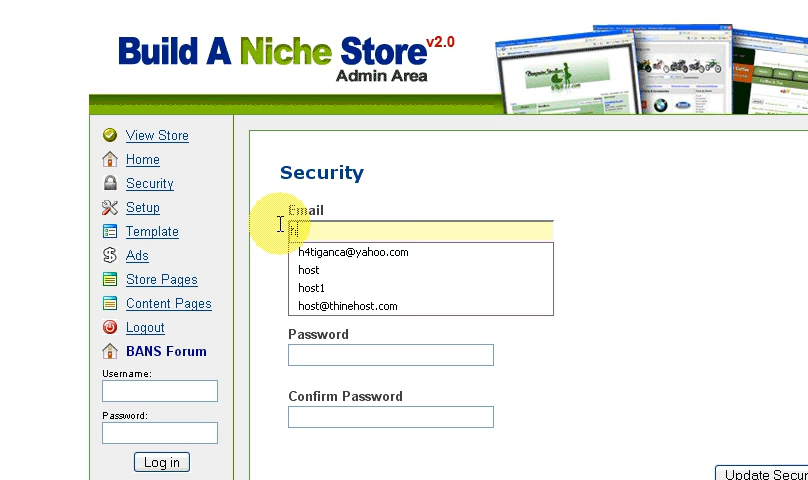 Build A Niche Store v2.0
Admin Area
View Store
Home
Security
Setup
Template
Ads
Store Pages
Content Pages
Logout
BANS Forum
Username:
Password:
Log in
Security
Email
h4tiganca@yahoo.com
host
host1
host@thinehost.com
Password
Confirm Password
Update Secur